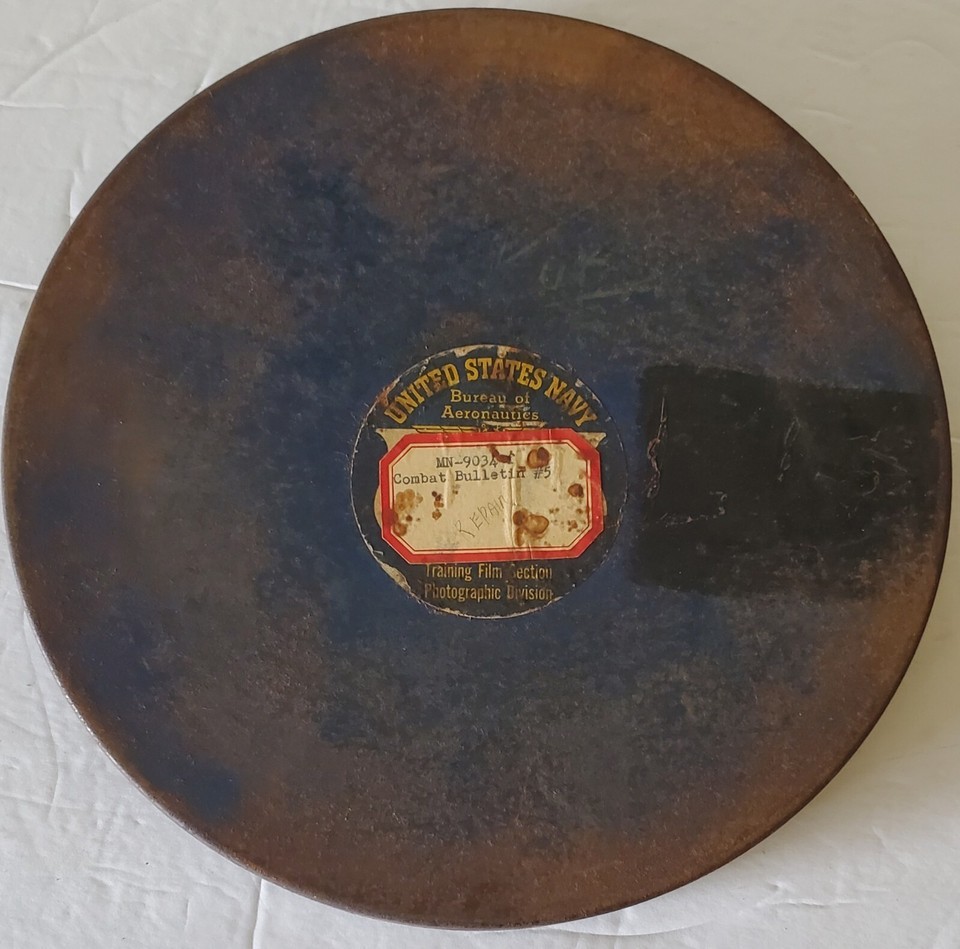 UNITED STATES NAVY
Bureau of
Aeronautics
MN-9034
Combat Bulletin #5
REPAIR
Training Film Section
Photographic Division